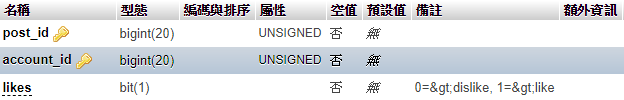 名稱 型態 編碼與排序 屬性 空值 預設值 備註 額外資訊
post_id bigint(20) UNSIGNED 否 無
account_id bigint(20) UNSIGNED 否 無
likes bit(1) 否 無 0=&gt;dislike, 1=&gt;like